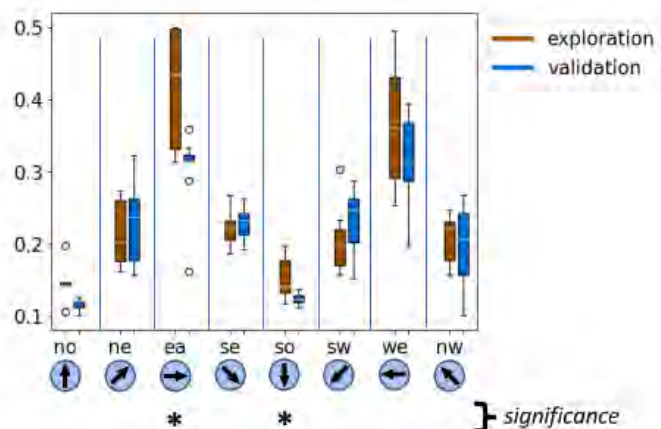 0.5
exploration
validation
0.4
0.3
0.2
0.1
no ne ea se so sw we nw
* *
significance